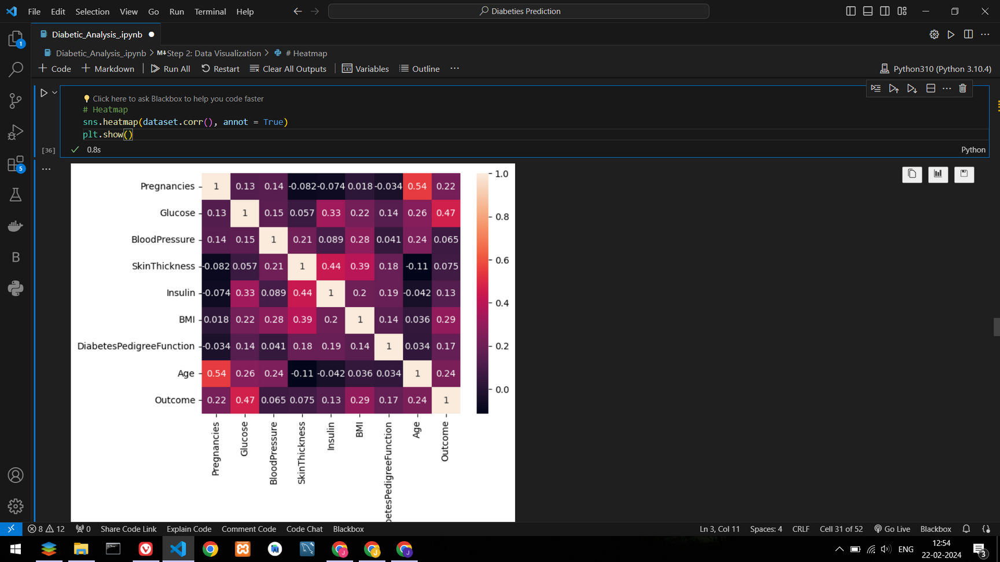 File Edit Selection View Go Run Terminal Help Diabeties Prediction
Diabetic_Analysis_.ipynb
Diabetic_Analysis_.ipynb > M↓Step 2: Data Visualization > # Heatmap
+ Code + Markdown Run All Restart Clear All Outputs Variables Outline ... Python310 (Python 3.10.4)
Click here to ask Blackbox to help you code faster
# Heatmap
sns.heatmap(dataset.corr(), annot = True)
plt.show()
[36] 0.8s Python
Pregnancies 1 0.13 0.14 -0.082 -0.074 0.018 -0.034 0.54 0.22
Glucose 0.13 1 0.15 0.057 0.33 0.22 0.14 0.26 0.47
BloodPressure 0.14 0.15 1 0.21 0.089 0.28 0.041 0.24 0.065
SkinThickness -0.082 0.057 0.21 1 0.44 0.39 0.18 -0.11 0.075
Insulin -0.074 0.33 0.089 0.44 1 0.2 0.19 -0.042 0.13
BMI 0.018 0.22 0.28 0.39 0.2 1 0.14 0.036 0.29
DiabetesPedigreeFunction -0.034 0.14 0.041 0.18 0.19 0.14 1 0.034 0.17
Age 0.54 0.26 0.24 -0.11 -0.042 0.036 0.034 1 0.24
Outcome 0.22 0.47 0.065 0.075 0.13 0.29 0.17 0.24 1
1.0
0.8
0.6
0.4
0.2
0.0
Pregnancies
Glucose
BloodPressure
SkinThickness
Insulin
BMI
betesPedigreeFunction
Age
Outcome
1
5
B
8 12 0 Share Code Link Explain Code Comment Code Code Chat Blackbox Ln 3, Col 11 Spaces: 4 CRLF Cell 31 of 52 Go Live Blackbox
ENG 12:54
22-02-2024 3